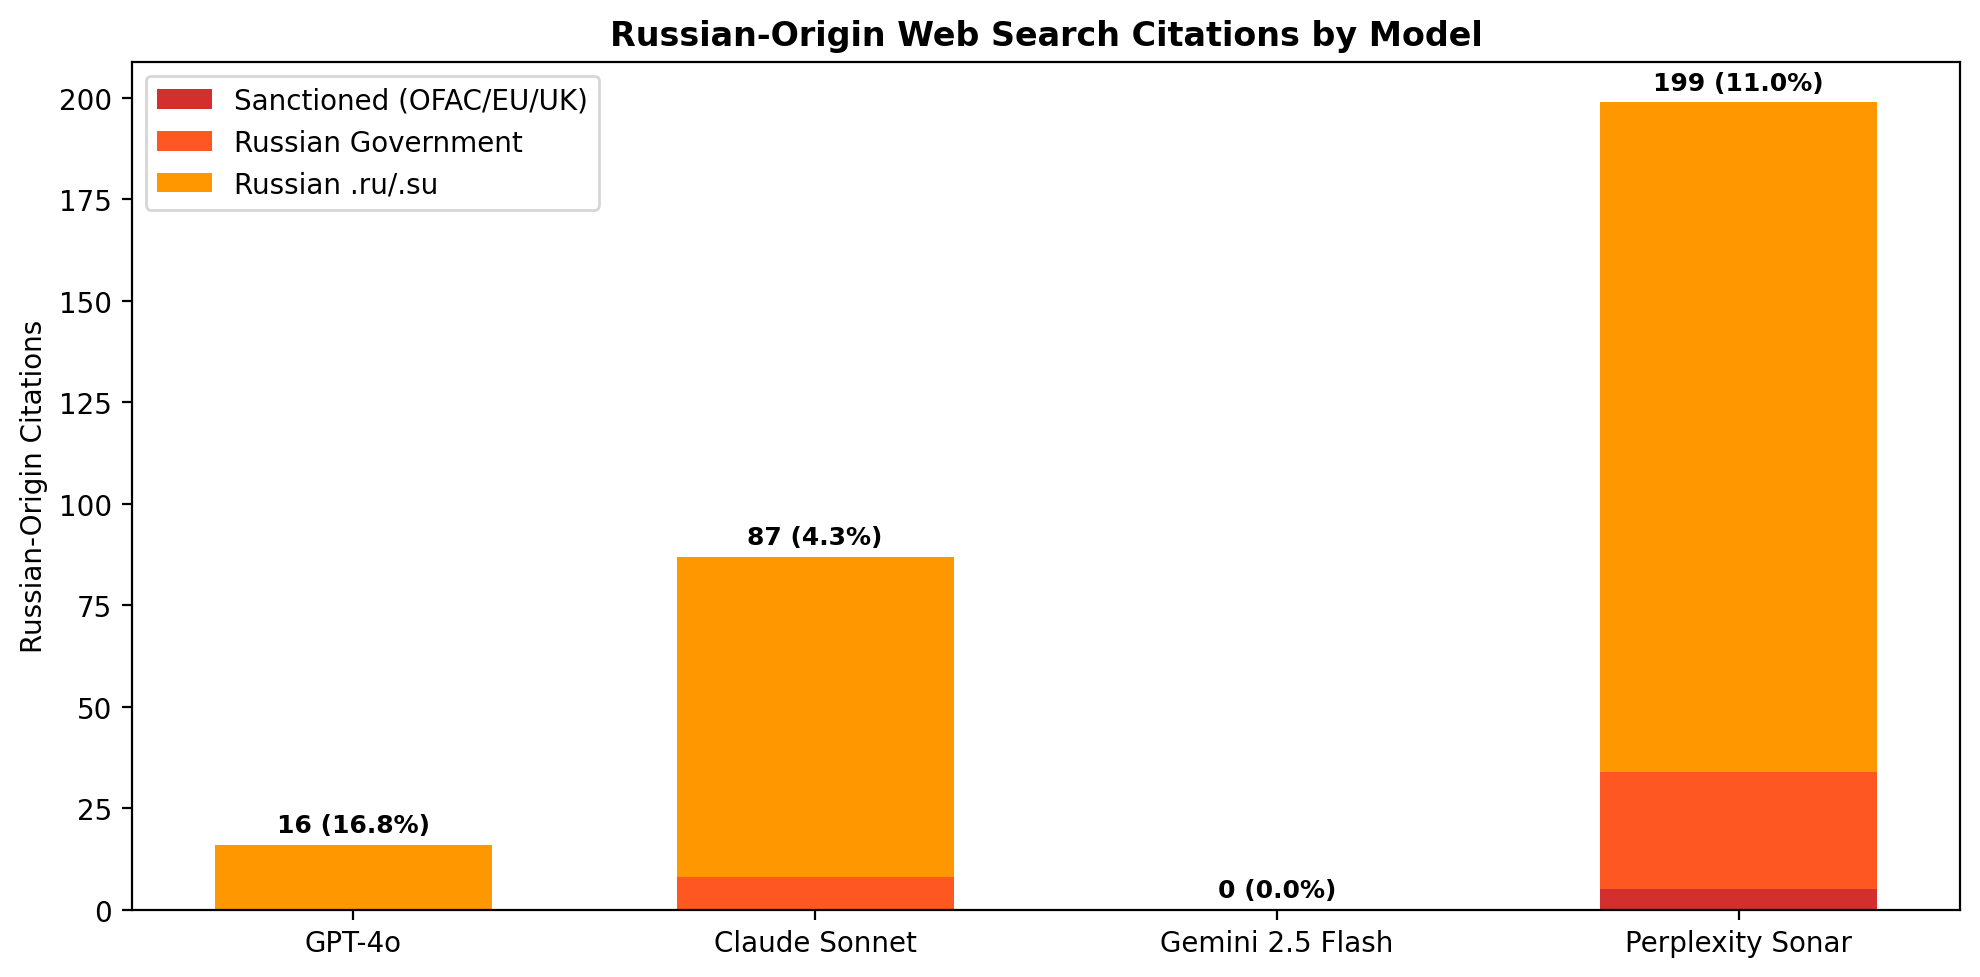 Russian-Origin Web Search Citations by Model
Sanctioned (OFAC/EU/UK)
Russian Government
Russian .ru/.su
Russian-Origin Citations
200
175
150
125
100
75
50
25
0
16 (16.8%)
87 (4.3%)
0 (0.0%)
199 (11.0%)
GPT-4o
Claude Sonnet
Gemini 2.5 Flash
Perplexity Sonar